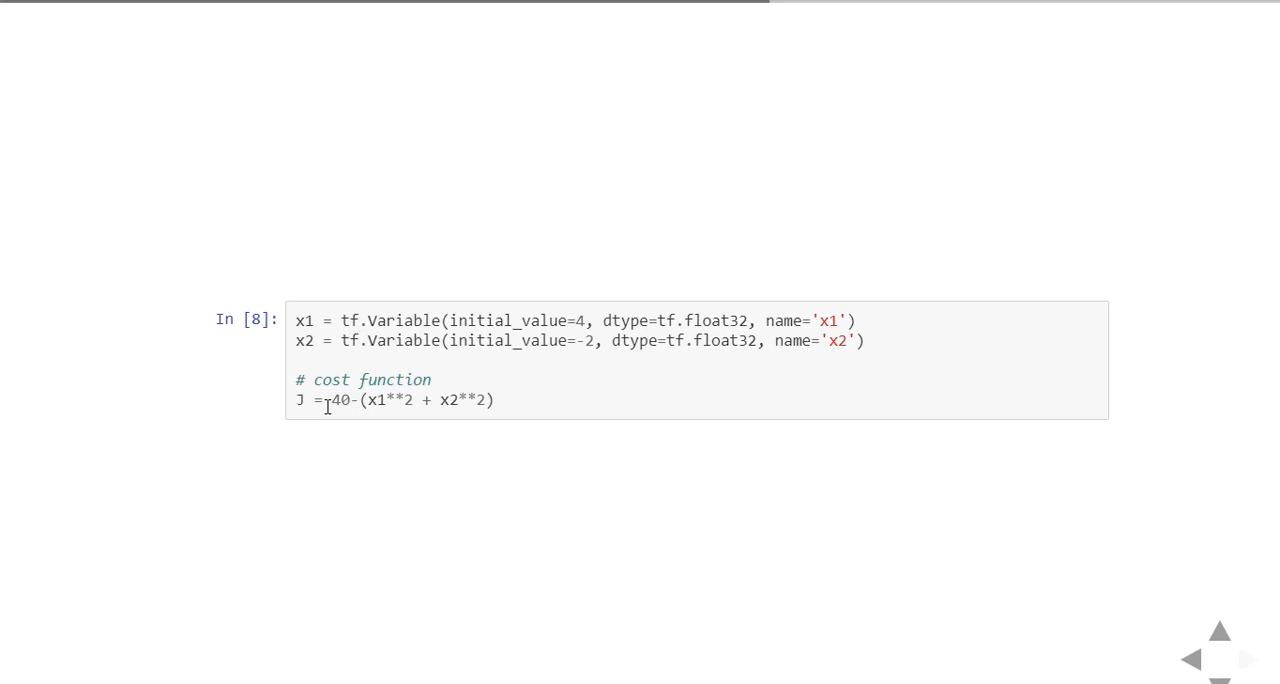 In [8]:
x1 = tf.Variable(initial_value=4, dtype=tf.float32, name='x1')
x2 = tf.Variable(initial_value=-2, dtype=tf.float32, name='x2')
# cost function
J = 40-(x1**2 + x2**2)